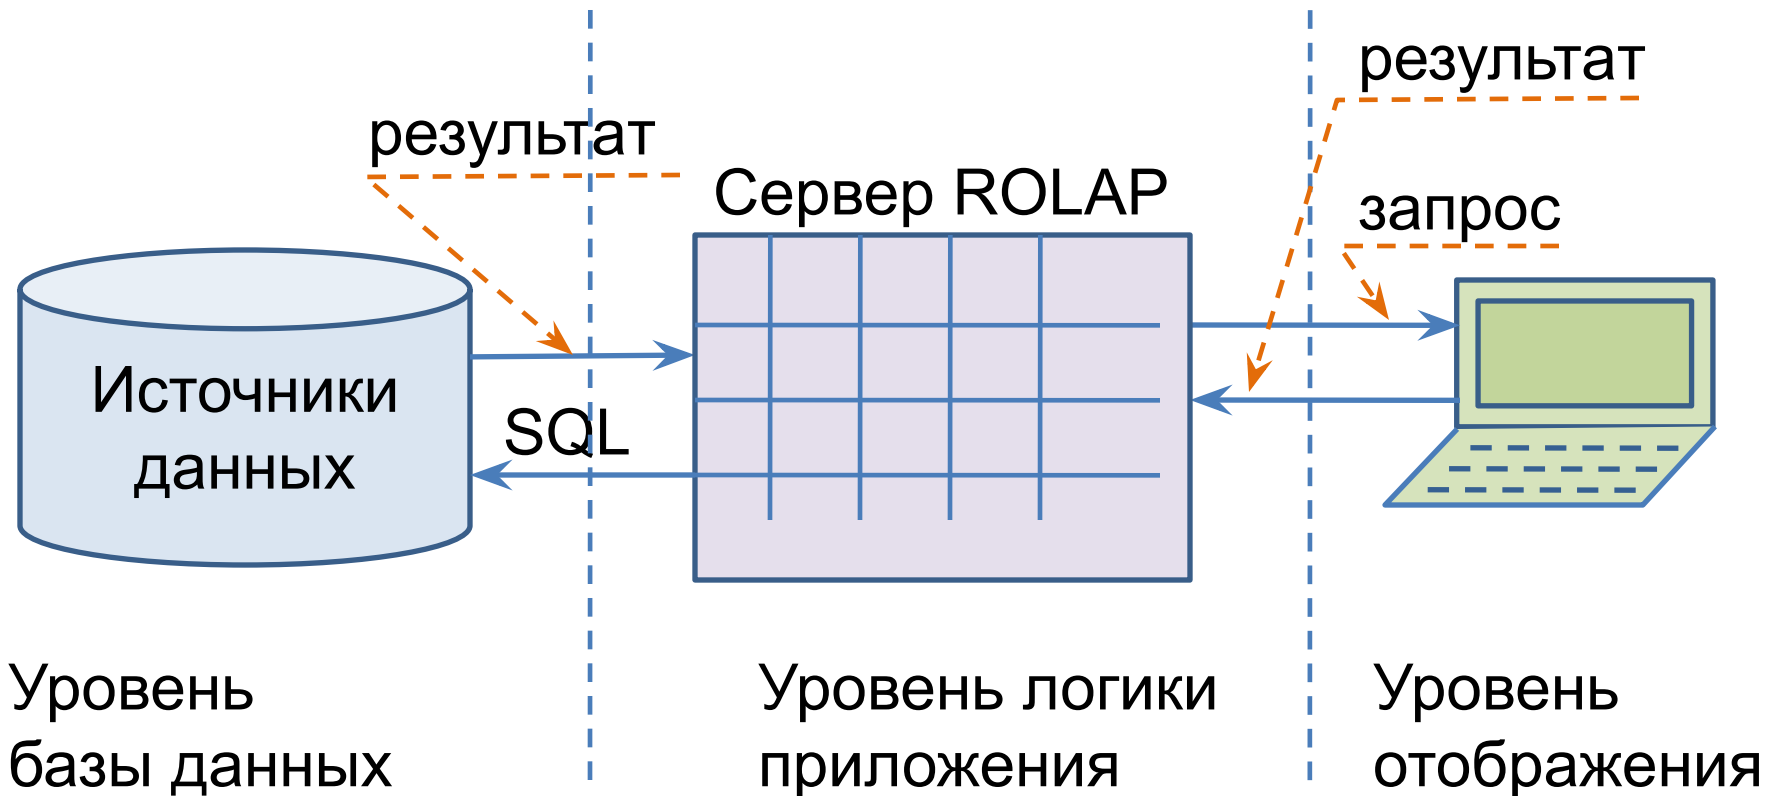 результат
результат
Сервер ROLAP
запрос
Источники
данных
SQL
Уровень
базы данных
Уровень логики
приложения
Уровень
отображения